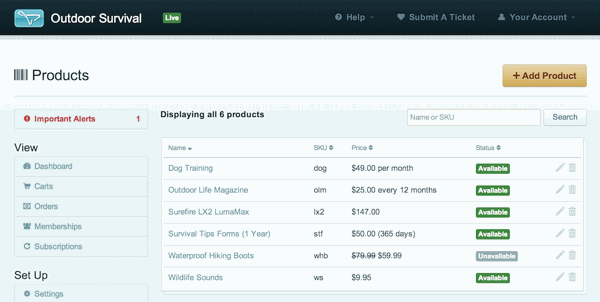 Outdoor Survival Live Help Submit A Ticket Your Account
Products + Add Product
Important Alerts 1
Displaying all 6 products Name or SKU Search
View
Dashboard
Carts
Orders
Memberships
Subscriptions
Set Up
Settings
Name SKU Price Status
Dog Training dog $49.00 per month Available
Outdoor Life Magazine olm $25.00 every 12 months Available
Surefire LX2 LumaMax lx2 $147.00 Available
Survival Tips Forms (1 Year) stf $50.00 (365 days) Available
Waterproof Hiking Boots whb $79.99 $59.99 Unavailable
Wildlife Sounds ws $9.95 Available